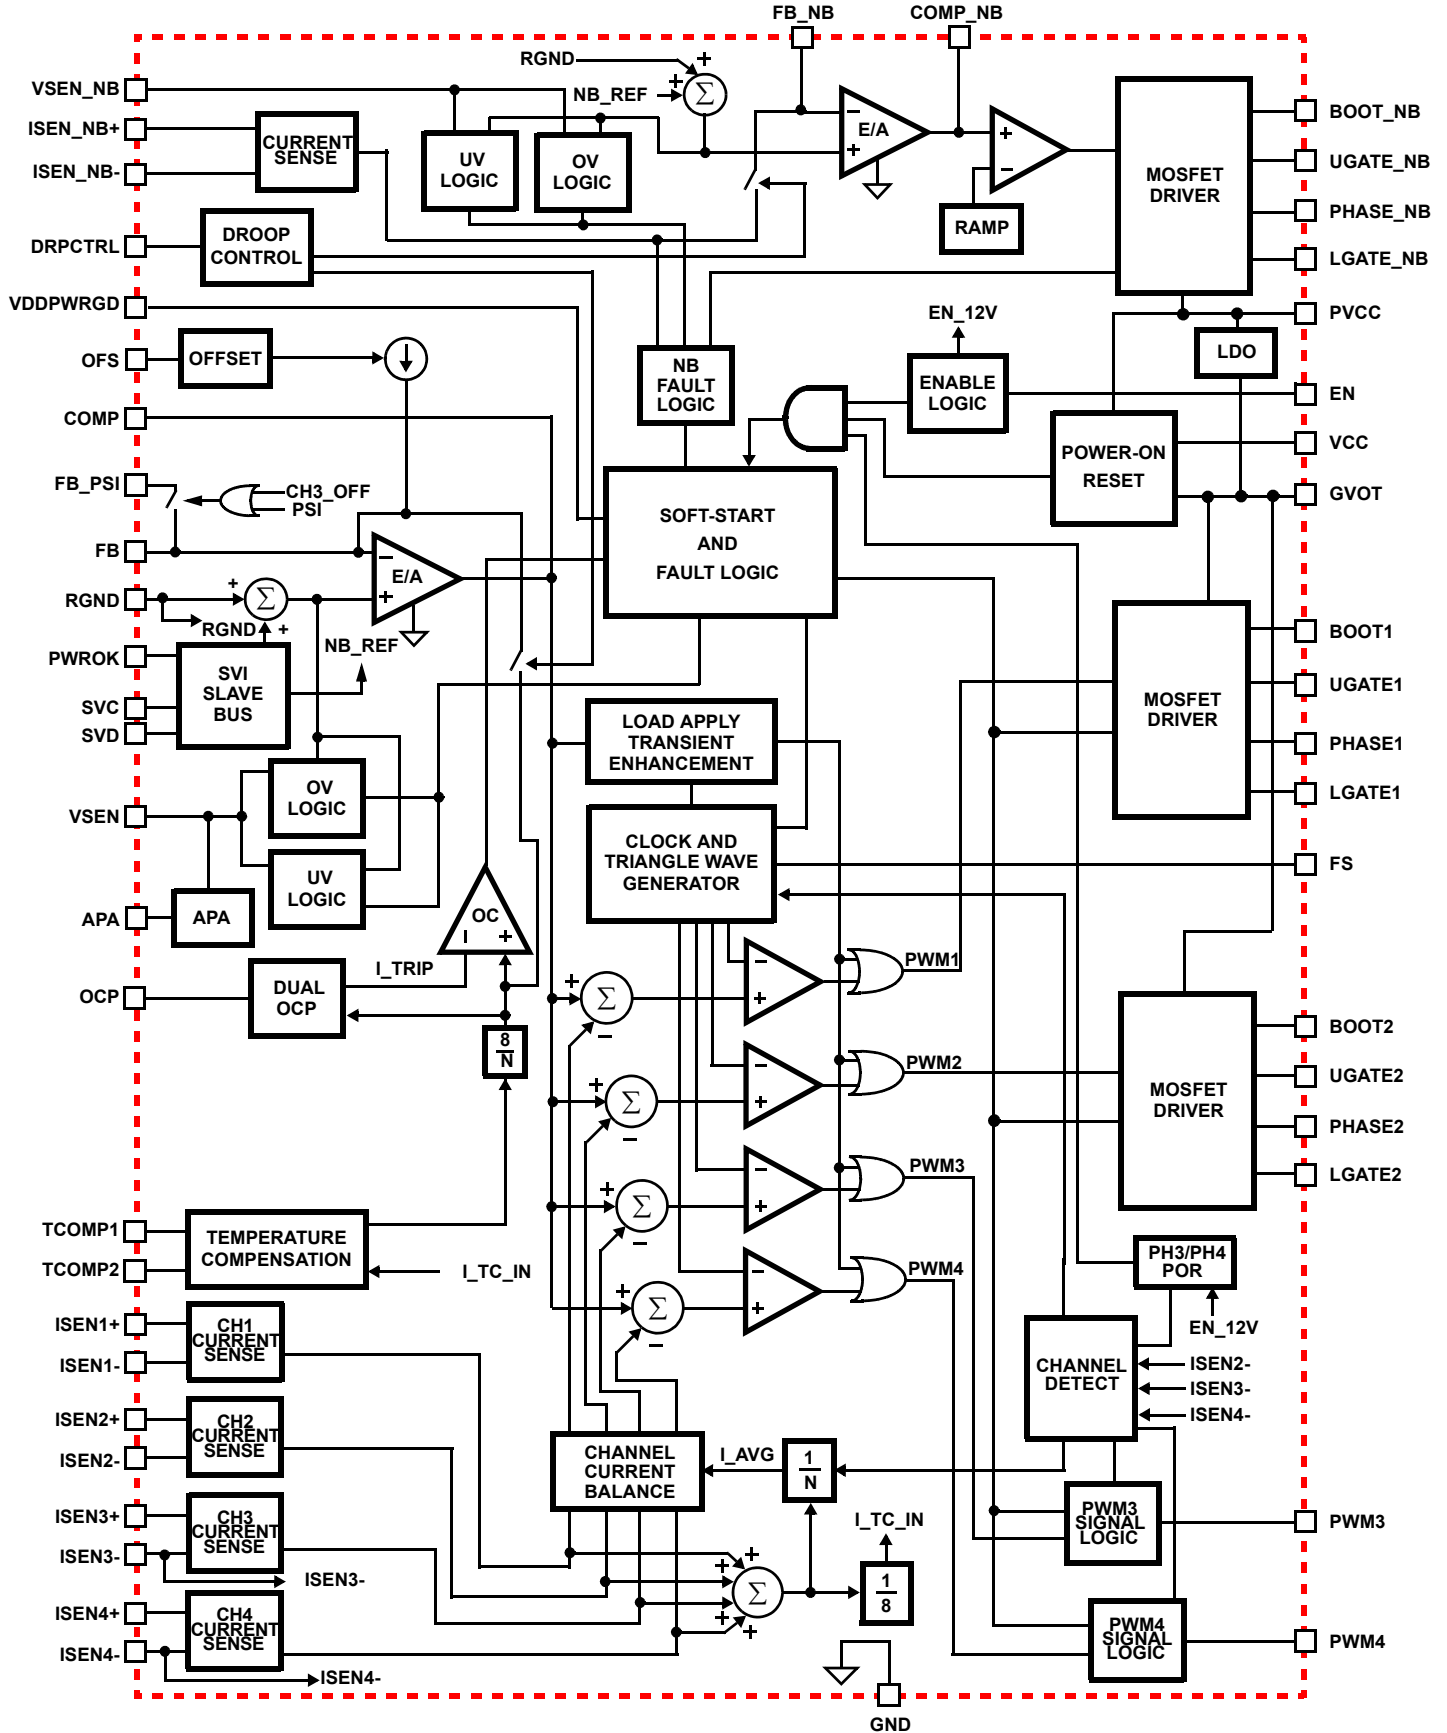 FB_NB
COMP_NB
RGND
+
NB_REF
+
Σ
VSEN_NB
ISEN_NB+
ISEN_NB-
CURRENT
SENSE
UV
LOGIC
OV
LOGIC
−
E/A
+
+
−
RAMP
MOSFET
DRIVER
BOOT_NB
UGATE_NB
PHASE_NB
LGATE_NB
DRPCTRL
DROOP
CONTROL
VDDPWRGD
OFS
OFFSET
COMP
NB
FAULT
LOGIC
EN_12V
ENABLE
LOGIC
LDO
PVCC
EN
VCC
GVOT
POWER-ON
RESET
FB_PSI
CH3_OFF
PSI
FB
−
E/A
+
SOFT-START
AND
FAULT LOGIC
RGND
+
Σ
RGND
+
NB_REF
PWROK
SVC
SVD
SVI
SLAVE
BUS
MOSFET
DRIVER
BOOT1
UGATE1
PHASE1
LGATE1
LOAD APPLY
TRANSIENT
ENHANCEMENT
OV
LOGIC
VSEN
UV
LOGIC
APA
APA
CLOCK AND
TRIANGLE WAVE
GENERATOR
FS
OC
−
+
I_TRIP
OCP
DUAL
OCP
8
N
+
Σ
−
−
+
PWM1
+
Σ
−
−
+
PWM2
+
Σ
−
−
+
PWM3
+
Σ
−
−
+
PWM4
MOSFET
DRIVER
BOOT2
UGATE2
PHASE2
LGATE2
TCOMP1
TCOMP2
TEMPERATURE
COMPENSATION
I_TC_IN
PH3/PH4
POR
EN_12V
ISEN1+
ISEN1-
CH1
CURRENT
SENSE
CHANNEL
DETECT
ISEN2-
ISEN3-
ISEN4-
ISEN2+
ISEN2-
CH2
CURRENT
SENSE
CHANNEL
CURRENT
BALANCE
I_AVG
1
N
ISEN3+
ISEN3-
CH3
CURRENT
SENSE
ISEN3-
I_TC_IN
1
8
PWM3
SIGNAL
LOGIC
PWM3
+
+
+
+
Σ
ISEN4+
ISEN4-
CH4
CURRENT
SENSE
ISEN4-
PWM4
SIGNAL
LOGIC
PWM4
GND